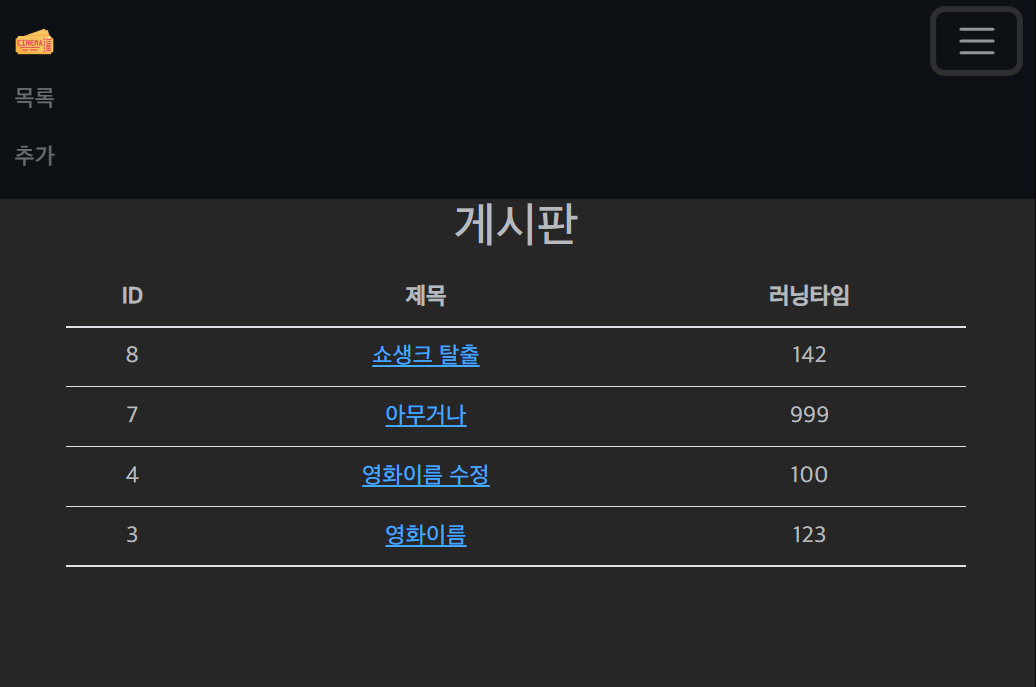 CINEMA
목록
추가
게시판
ID 제목 러닝타임
8 쇼생크 탈출 142
7 아무거나 999
4 영화이름 수정 100
3 영화이름 123